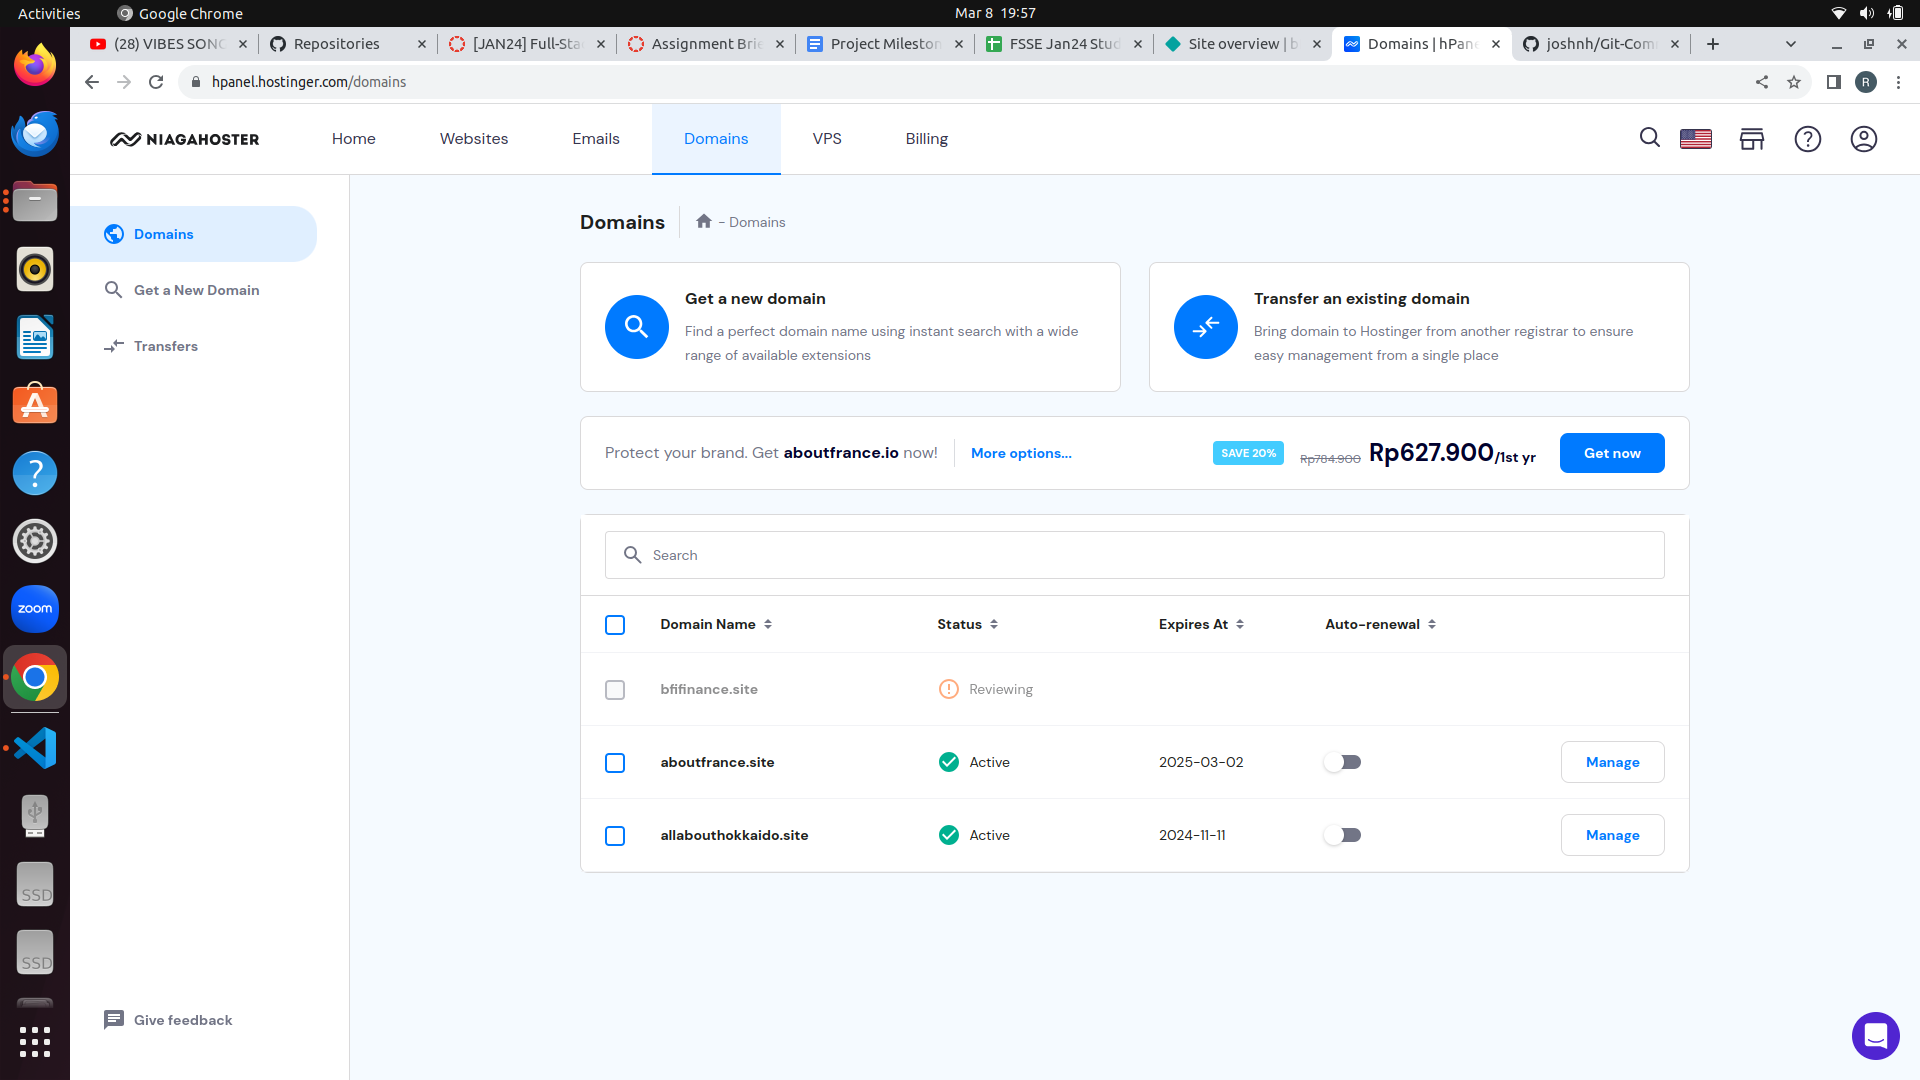 Activities
Google Chrome
Mar 8 19:57
(28) VIBES SONG
Repositories
[JAN24] Full-Sta
Assignment Brie
Project Mileston
FSSE Jan24 Stud
Site overview | b
Domains | hPane
joshnh/Git-Com
hpanel.hostinger.com/domains
R
NIAGAHOSTER
Home
Websites
Emails
Domains
VPS
Billing
Domains
Get a New Domain
Transfers
Give feedback
Domains
- Domains
Get a new domain
Find a perfect domain name using instant search with a wide
range of available extensions
Transfer an existing domain
Bring domain to Hostinger from another registrar to ensure
easy management from a single place
Protect your brand. Get aboutfrance.io now!
More options...
SAVE 20%
Rp784.900
Rp627.900/1st yr
Get now
Search
Domain Name
Status
Expires At
Auto-renewal
bfifinance.site
Reviewing
aboutfrance.site
Active
2025-03-02
Manage
allabouthokkaido.site
Active
2024-11-11
Manage
zoom
SSD
SSD